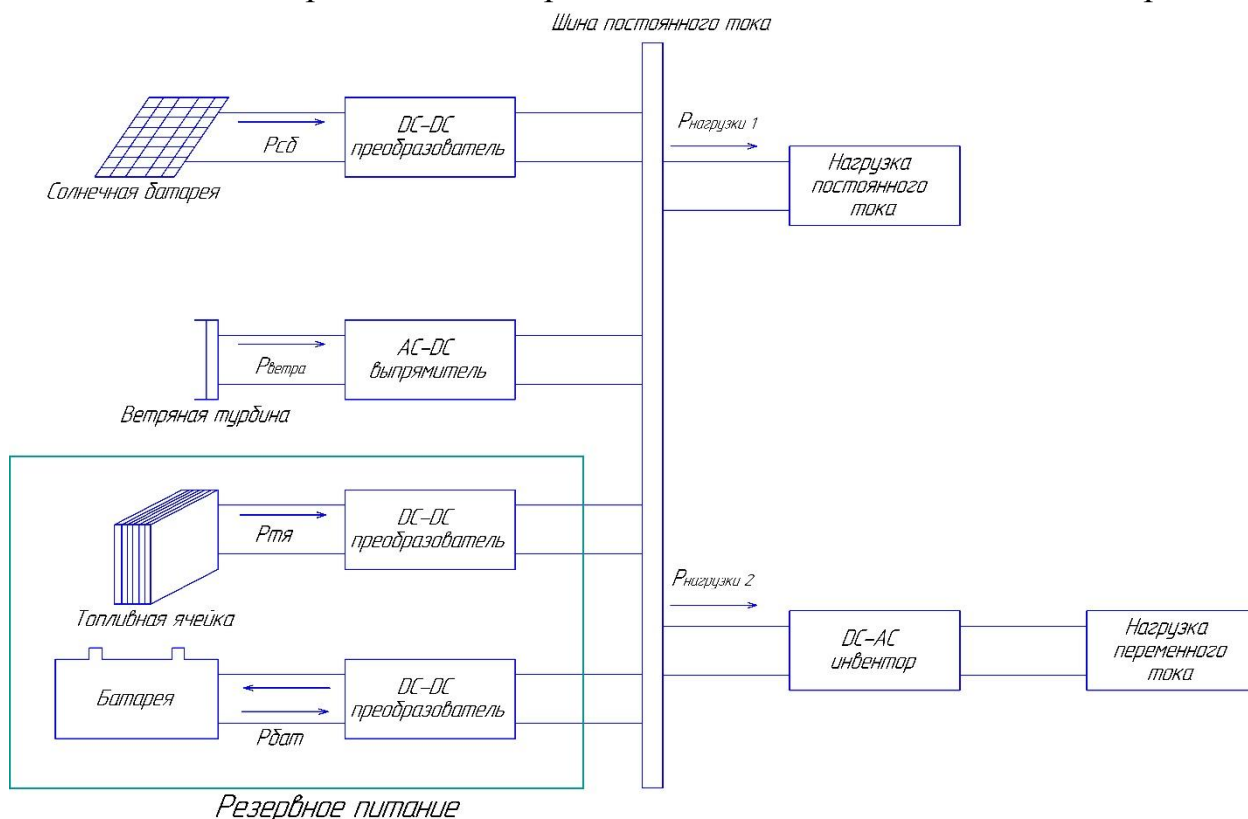 Шина постоянного тока
DC-DC
преобразователь
Pсб
Солнечная батарея
Pнагрузки 1
Нагрузка
постоянного
тока
AC-DC
выпрямитель
Pветра
Ветряная турбина
DC-DC
преобразователь
Pтя
Топливная ячейка
Pнигрузки 2
DC-AC
инвентор
Нагрузка
переменного
тока
Батарея
DC-DC
преобразователь
Pбат
Резервное питание